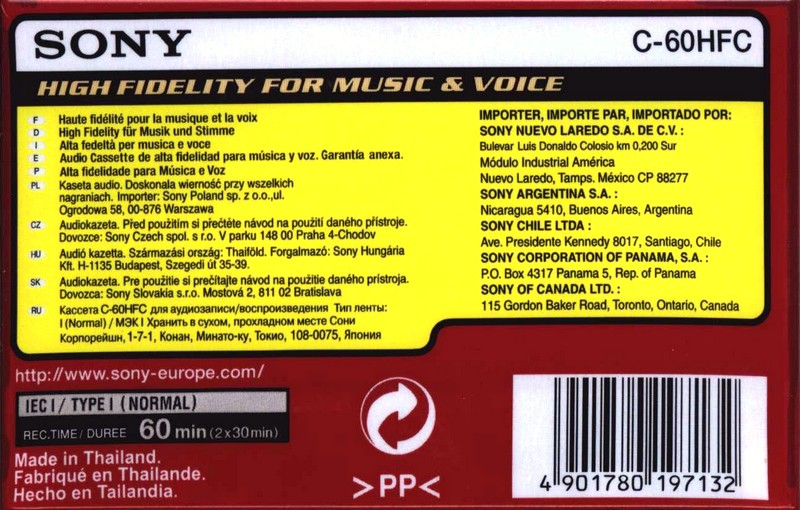 SONY
C-60HFC
HIGH FIDELITY FOR MUSIC & VOICE
F Haute fidélité pour la musique et la voix
D High Fidelity für Musik und Stimme
I Alta fedeltà per musica e voce
E Audio Cassette de alta fidelidad para música y voz. Garantía anexa.
P Alta fidelidade para Música e Voz
PL Kaseta audio. Doskonała wierność przy wszelkich
nagraniach. Importer: Sony Poland sp. z o.o.,ul.
Ogrodowa 58, 00-876 Warszawa
CZ Audiokazeta. Před použitím si přečtěte návod na použití daného přístroje.
Dovozce: Sony Czech spol. s r.o. V parku 148 00 Praha 4-Chodov
HU Audió kazetta. Származási ország: Thaiföld. Forgalmazó: Sony Hungária
Kft. H-1135 Budapest, Szegedi út 35-39.
SK Audiokazeta. Pre použitie si prečítajte návod na použitie daného prístroja.
Dovozca: Sony Slovakia s.r.o. Mostová 2, 811 02 Bratislava
RU Кассета C-60HFC для аудиозаписи/воспроизведения Тип ленты:
I (Normal) / МЭК I Хранить в сухом, прохладном месте Сони
Корпорейшн, 1-7-1, Конан, Минато-ку, Токио, 108-0075, Япония
IMPORTER, IMPORTE PAR, IMPORTADO POR:
SONY NUEVO LAREDO S.A. DE C.V. :
Bulevar Luis Donaldo Colosio km 0,200 Sur
Módulo Industrial América
Nuevo Laredo, Tamps. México CP 88277
SONY ARGENTINA S.A. :
Nicaragua 5410, Buenos Aires, Argentina
SONY CHILE LTDA :
Ave. Presidente Kennedy 8017, Santiago, Chile
SONY CORPORATION OF PANAMA, S.A. :
P.O. Box 4317 Panama 5, Rep. of Panama
SONY OF CANADA LTD. :
115 Gordon Baker Road, Toronto, Ontario, Canada
http://www.sony-europe.com/
IEC I / TYPE I (NORMAL)
REC.TIME / DUREE 60 min (2 x 30 min)
Made in Thailand.
Fabriqué en Thailande.
Hecho en Tailandia.
>PP<
4 901780 197132